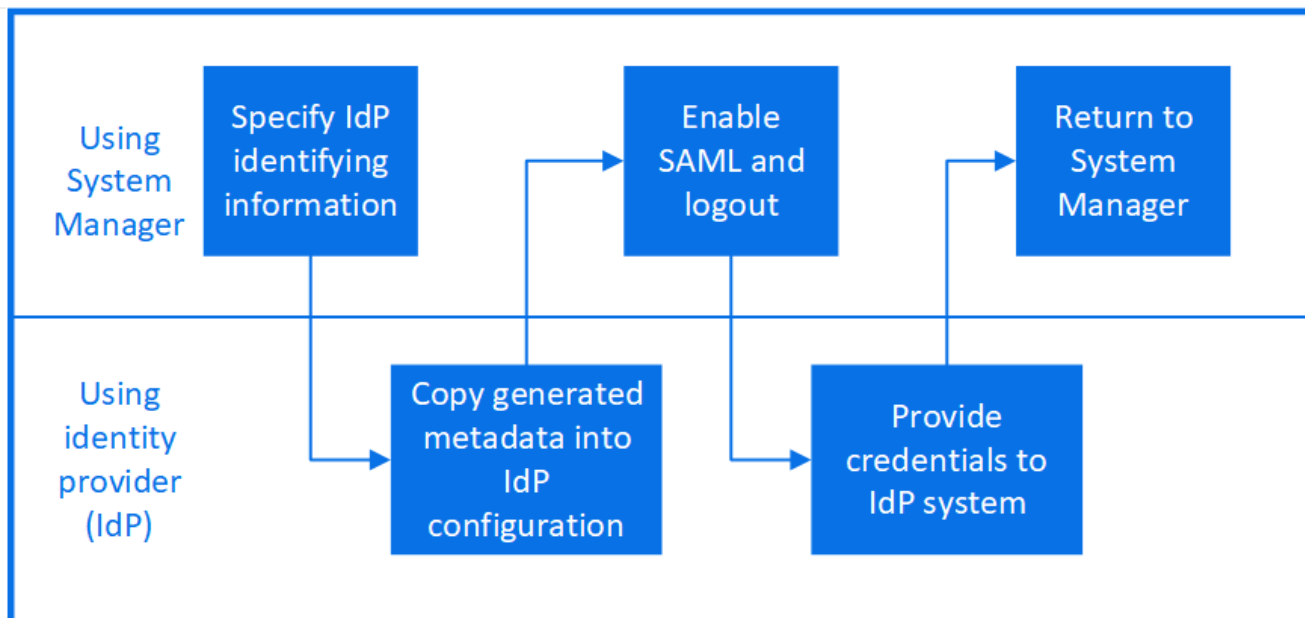 Using
System
Manager
Specify IdP
identifying
information
Enable
SAML and
logout
Return to
System
Manager
Using
identity
provider
(IdP)
Copy generated
metadata into
IdP
configuration
Provide
credentials to
IdP system